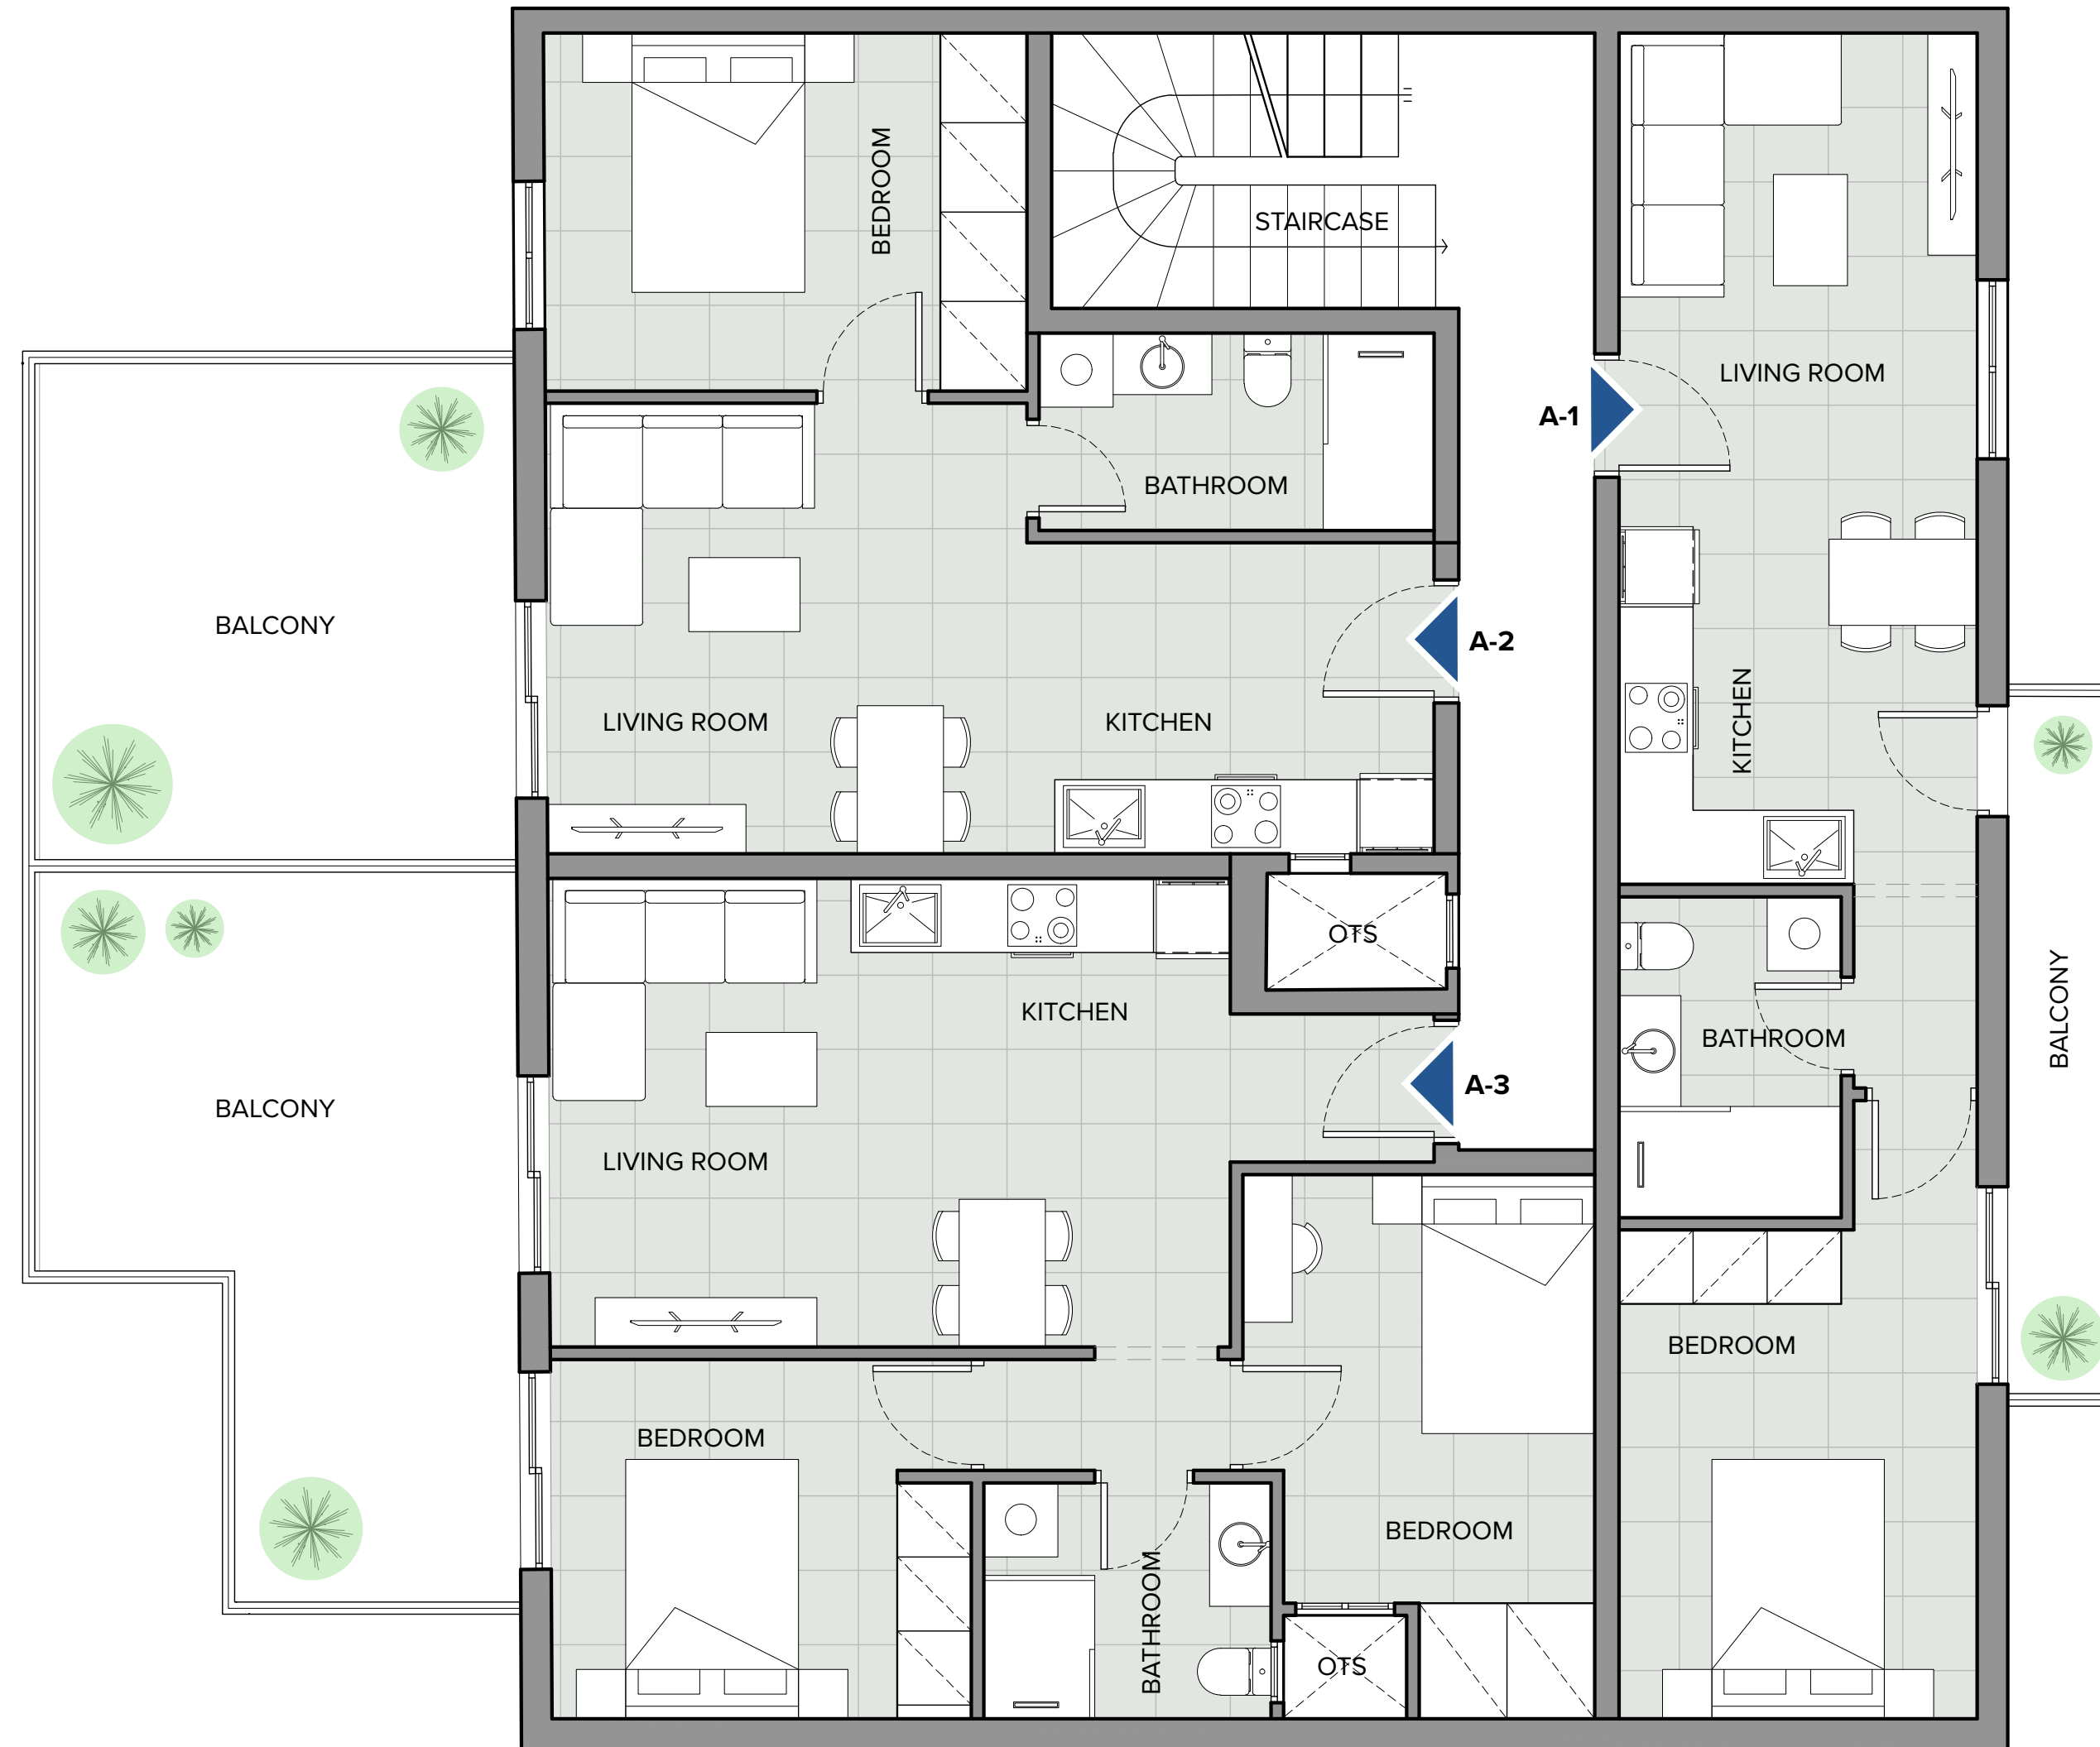 BEDROOM
STAIRCASE
LIVING ROOM
A-1
BATHROOM
BALCONY
A-2
LIVING ROOM
KITCHEN
KITCHEN
OTS
KITCHEN
BATHROOM
BALCONY
A-3
BALCONY
LIVING ROOM
BEDROOM
BEDROOM
BEDROOM
BATHROOM
OTS